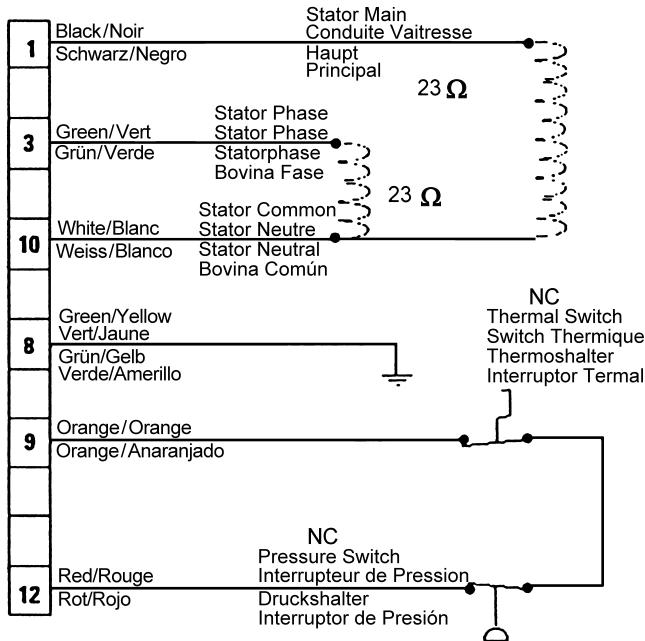 Stator Main
1 Black/Noir Conduite Vaitresse
Schwarz/Negro Haupt
Principal
23 Ω
Stator Phase
3 Green/Vert Stator Phase
Grün/Verde Statorphase
Bovina Fase
23 Ω
Stator Common
10 White/Blanc Stator Neutre
Weiss/Blanco Stator Neutral
Bovina Común
NC
Thermal Switch
Switch Thermique
Thermoshalter
Interruptor Termal
Green/Yellow
8 Vert/Jaune
Grün/Gelb
Verde/Amerillo
9 Orange/Orange
Orange/Anaranjado
NC
Pressure Switch
12 Red/Rouge Interrupteur de Pression
Rot/Rojo Druckshalter
Interruptor de Presión